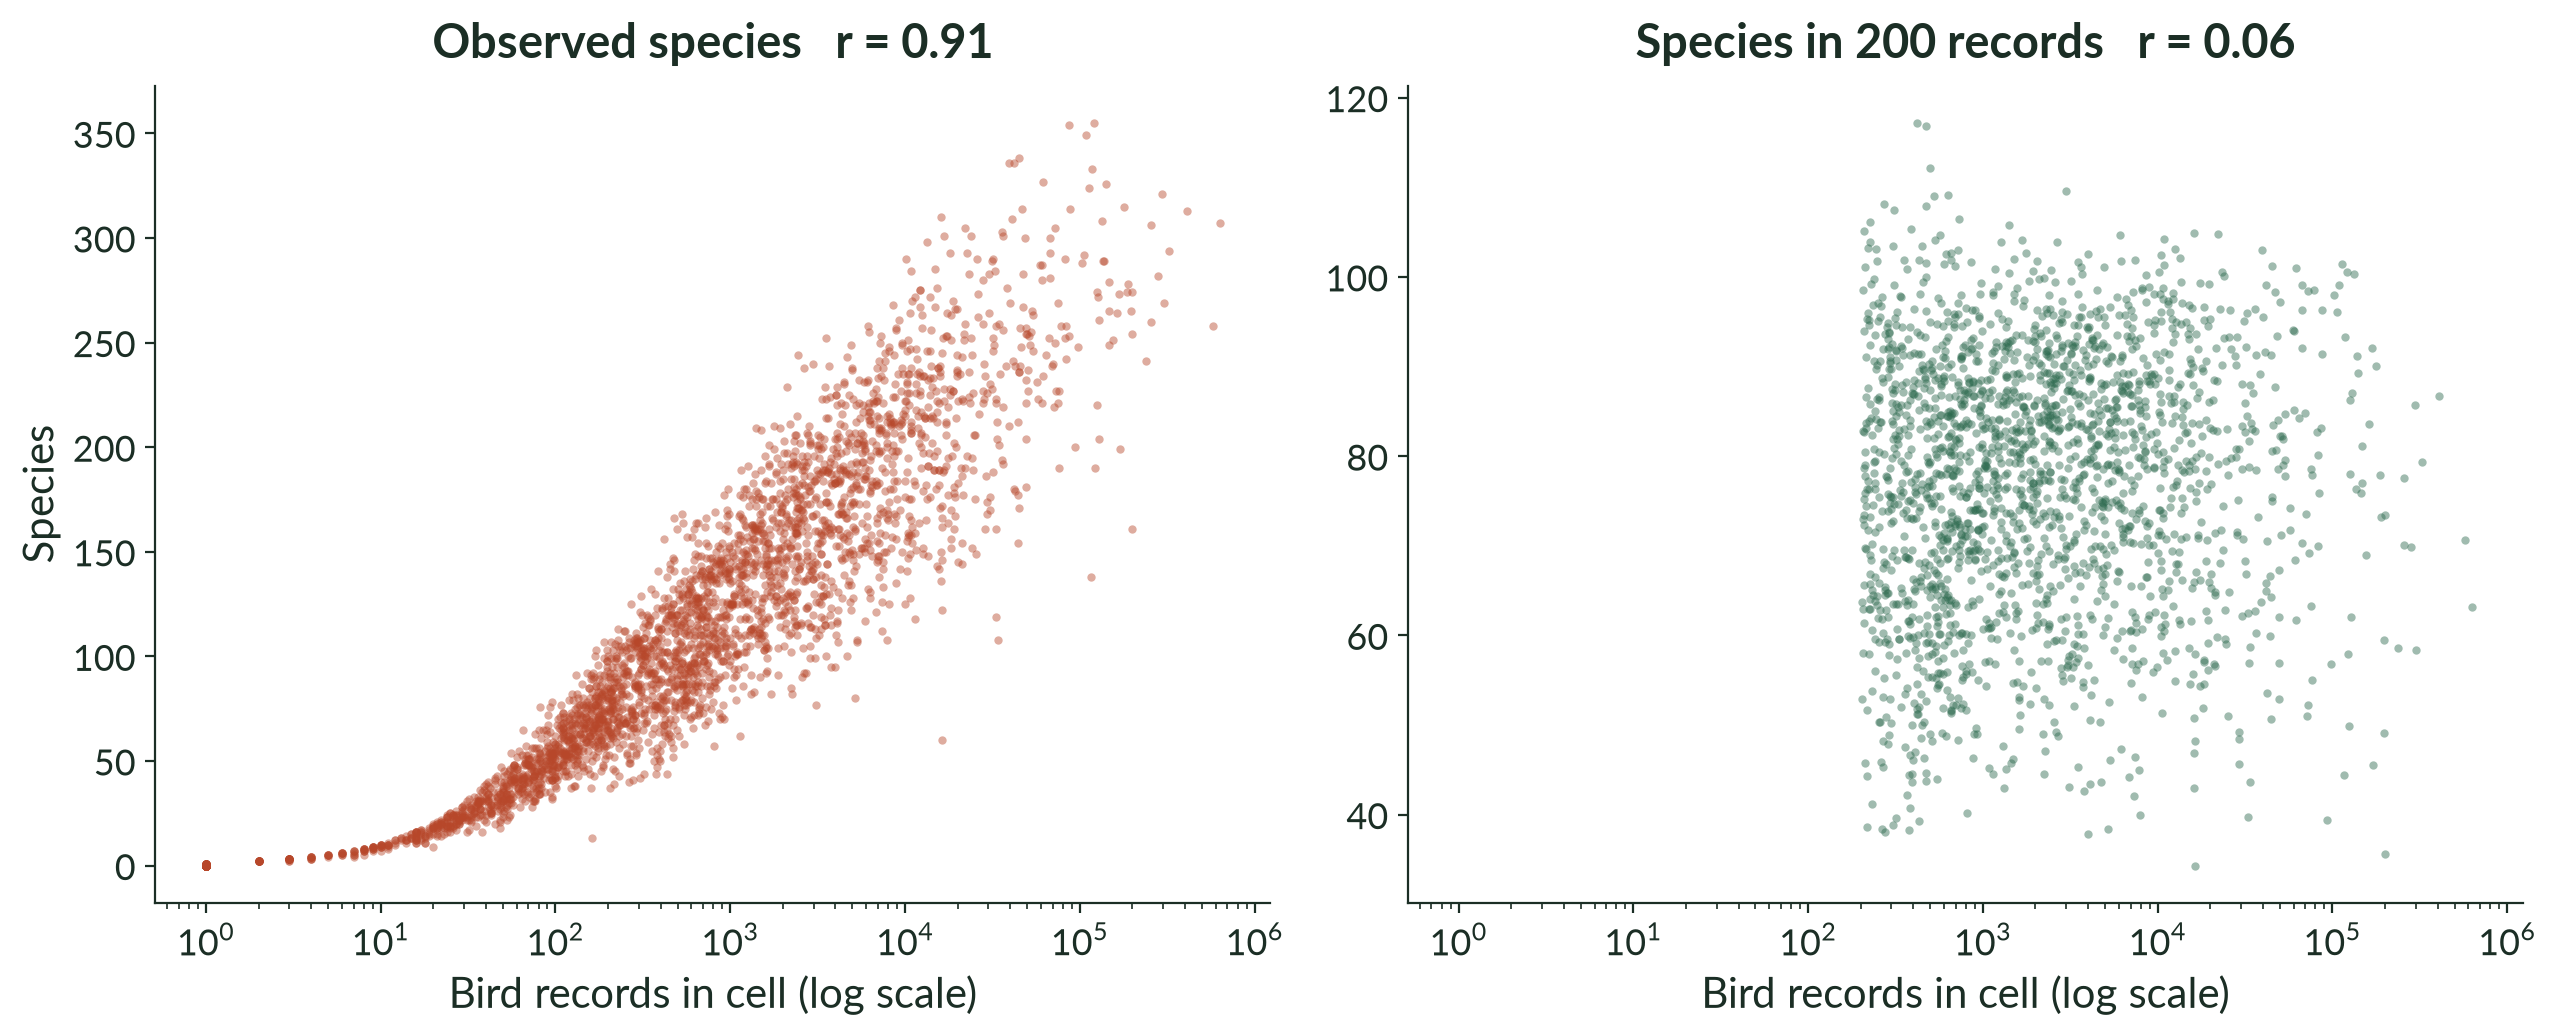 Observed species r = 0.91
Species
350
300
250
200
150
100
50
0
10⁰ 10¹ 10² 10³ 10⁴ 10⁵ 10⁶
Bird records in cell (log scale)
Species in 200 records r = 0.06
120
100
80
60
40
10⁰ 10¹ 10² 10³ 10⁴ 10⁵ 10⁶
Bird records in cell (log scale)